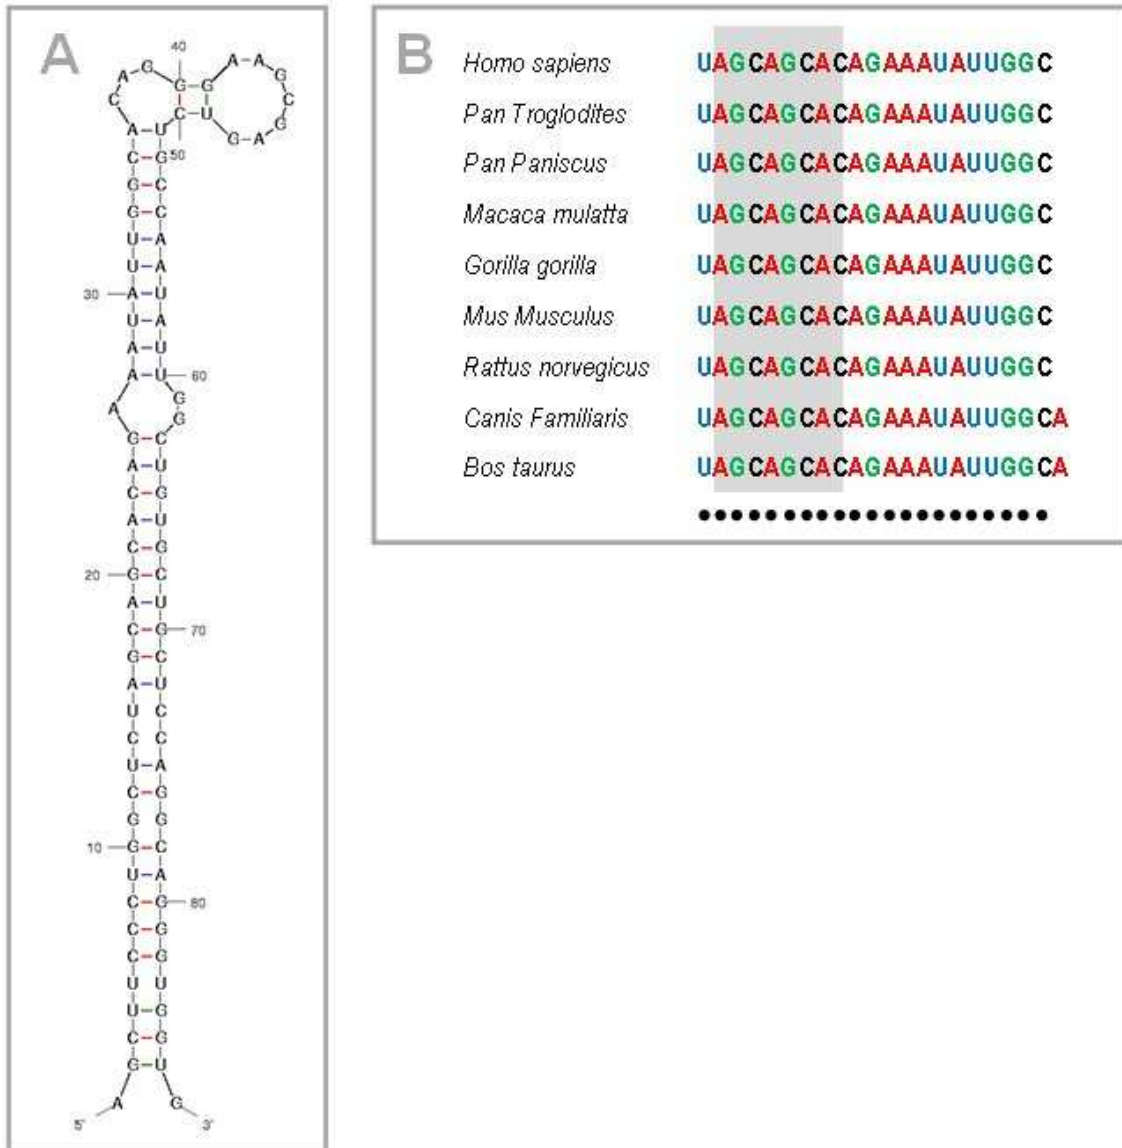 A
40
A G G G A A G
C C
A U C U G A G G
50
C G
G C
G C
U A
U A
30 A U
U A
A U
A U 60
A G
G C
G
A U
C G
A U
C G
20 G C
A U
C G 70
G C
A U
U C
C C
U A
C G
G G
10 G C
U A
C G 80
C G
C G
U U
U G
C G
G U
A G
5' 3'
B
Homo sapiens UAGCAGCACAGAAAUAUUGGC
Pan Troglodites UAGCAGCACAGAAAUAUUGGC
Pan Paniscus UAGCAGCACAGAAAUAUUGGC
Macaca mulatta UAGCAGCACAGAAAUAUUGGC
Gorilla gorilla UAGCAGCACAGAAAUAUUGGC
Mus Musculus UAGCAGCACAGAAAUAUUGGC
Rattus norvegicus UAGCAGCACAGAAAUAUUGGC
Canis Familiaris UAGCAGCACAGAAAUAUUGGCA
Bos taurus UAGCAGCACAGAAAUAUUGGCA